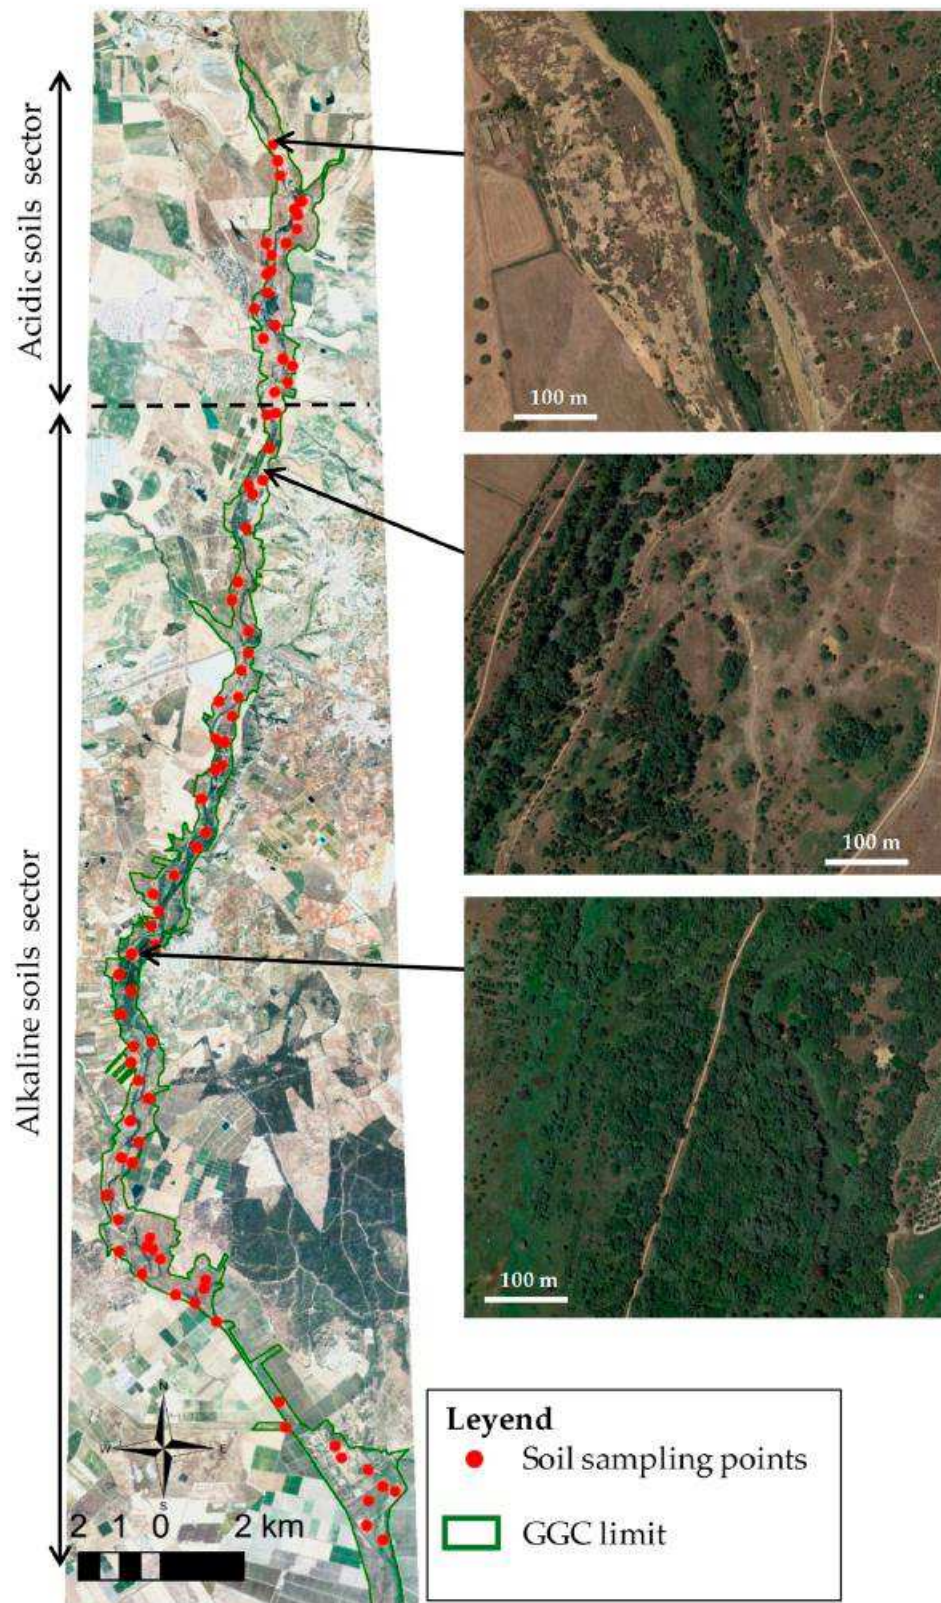 Acidic soils sector
100 m
100 m
Alkaline soils sector
100 m
N
W
E
S
2 1 0 2 km
Leyend
Soil sampling points
GGC limit